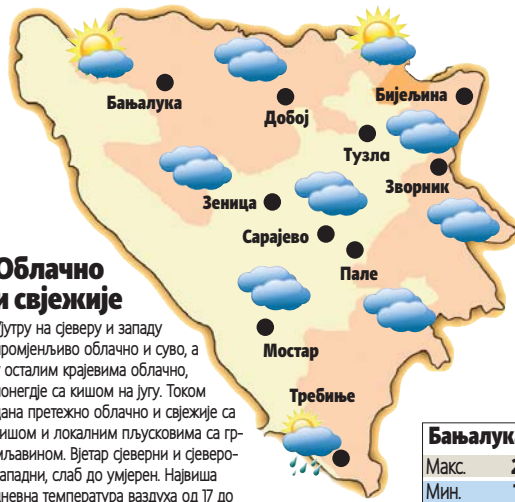 Бањалука
Добој
Бијељина
Тузла
Зворник
Зеница
Сарајево
Пале
Мостар
Требиње
Облачно
и свјежије
Ујутру на сјеверу и западу
промјенљиво облачно и суво, а
у осталим крајевима облачно,
понегдје са кишом на југу. Током
дана претежно облачно и свјежије са
кишом и локалним пљусковима са гр-
мљавином. Вјетар сјеверни и сјеверо-
западни, слаб до умјерен. Највиша
дневна температура ваздуха од 17 до
Бањалука
Макс.
Мин.